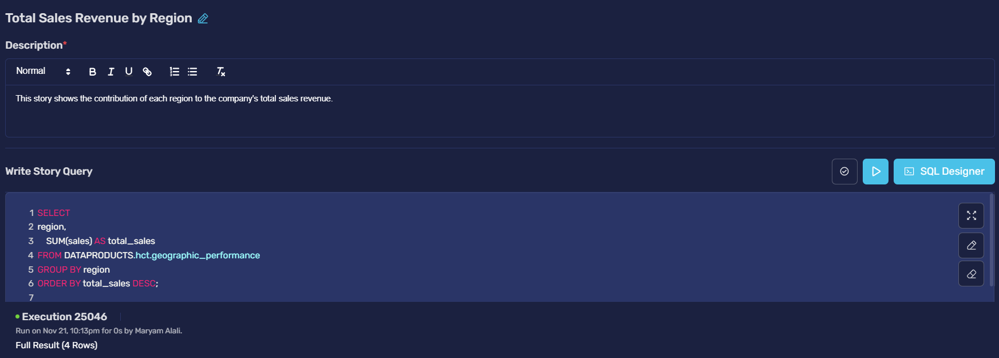 Total Sales Revenue by Region
Description*
Normal B I U Tx
This story shows the contribution of each region to the company's total sales revenue.
Write Story Query
SQL Designer
1 SELECT
2 region,
3 SUM(sales) AS total_sales
4 FROM DATAPRODUCTS.hct.geographic_performance
5 GROUP BY region
6 ORDER BY total_sales DESC;
7
Execution 25046
Run on Nov 21, 10:13pm for 0s by Maryam Alali.
Full Result (4 Rows)